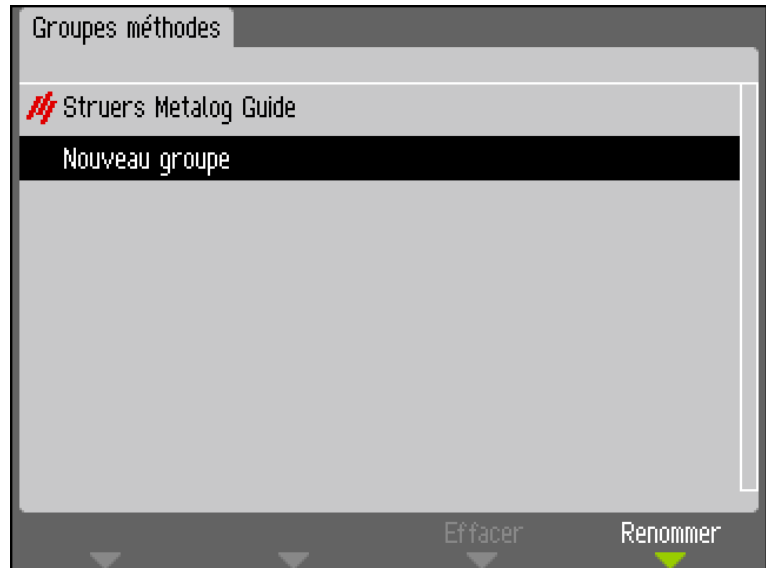 Groupes méthodes
Struers Metalog Guide
Nouveau groupe
Effacer Renommer